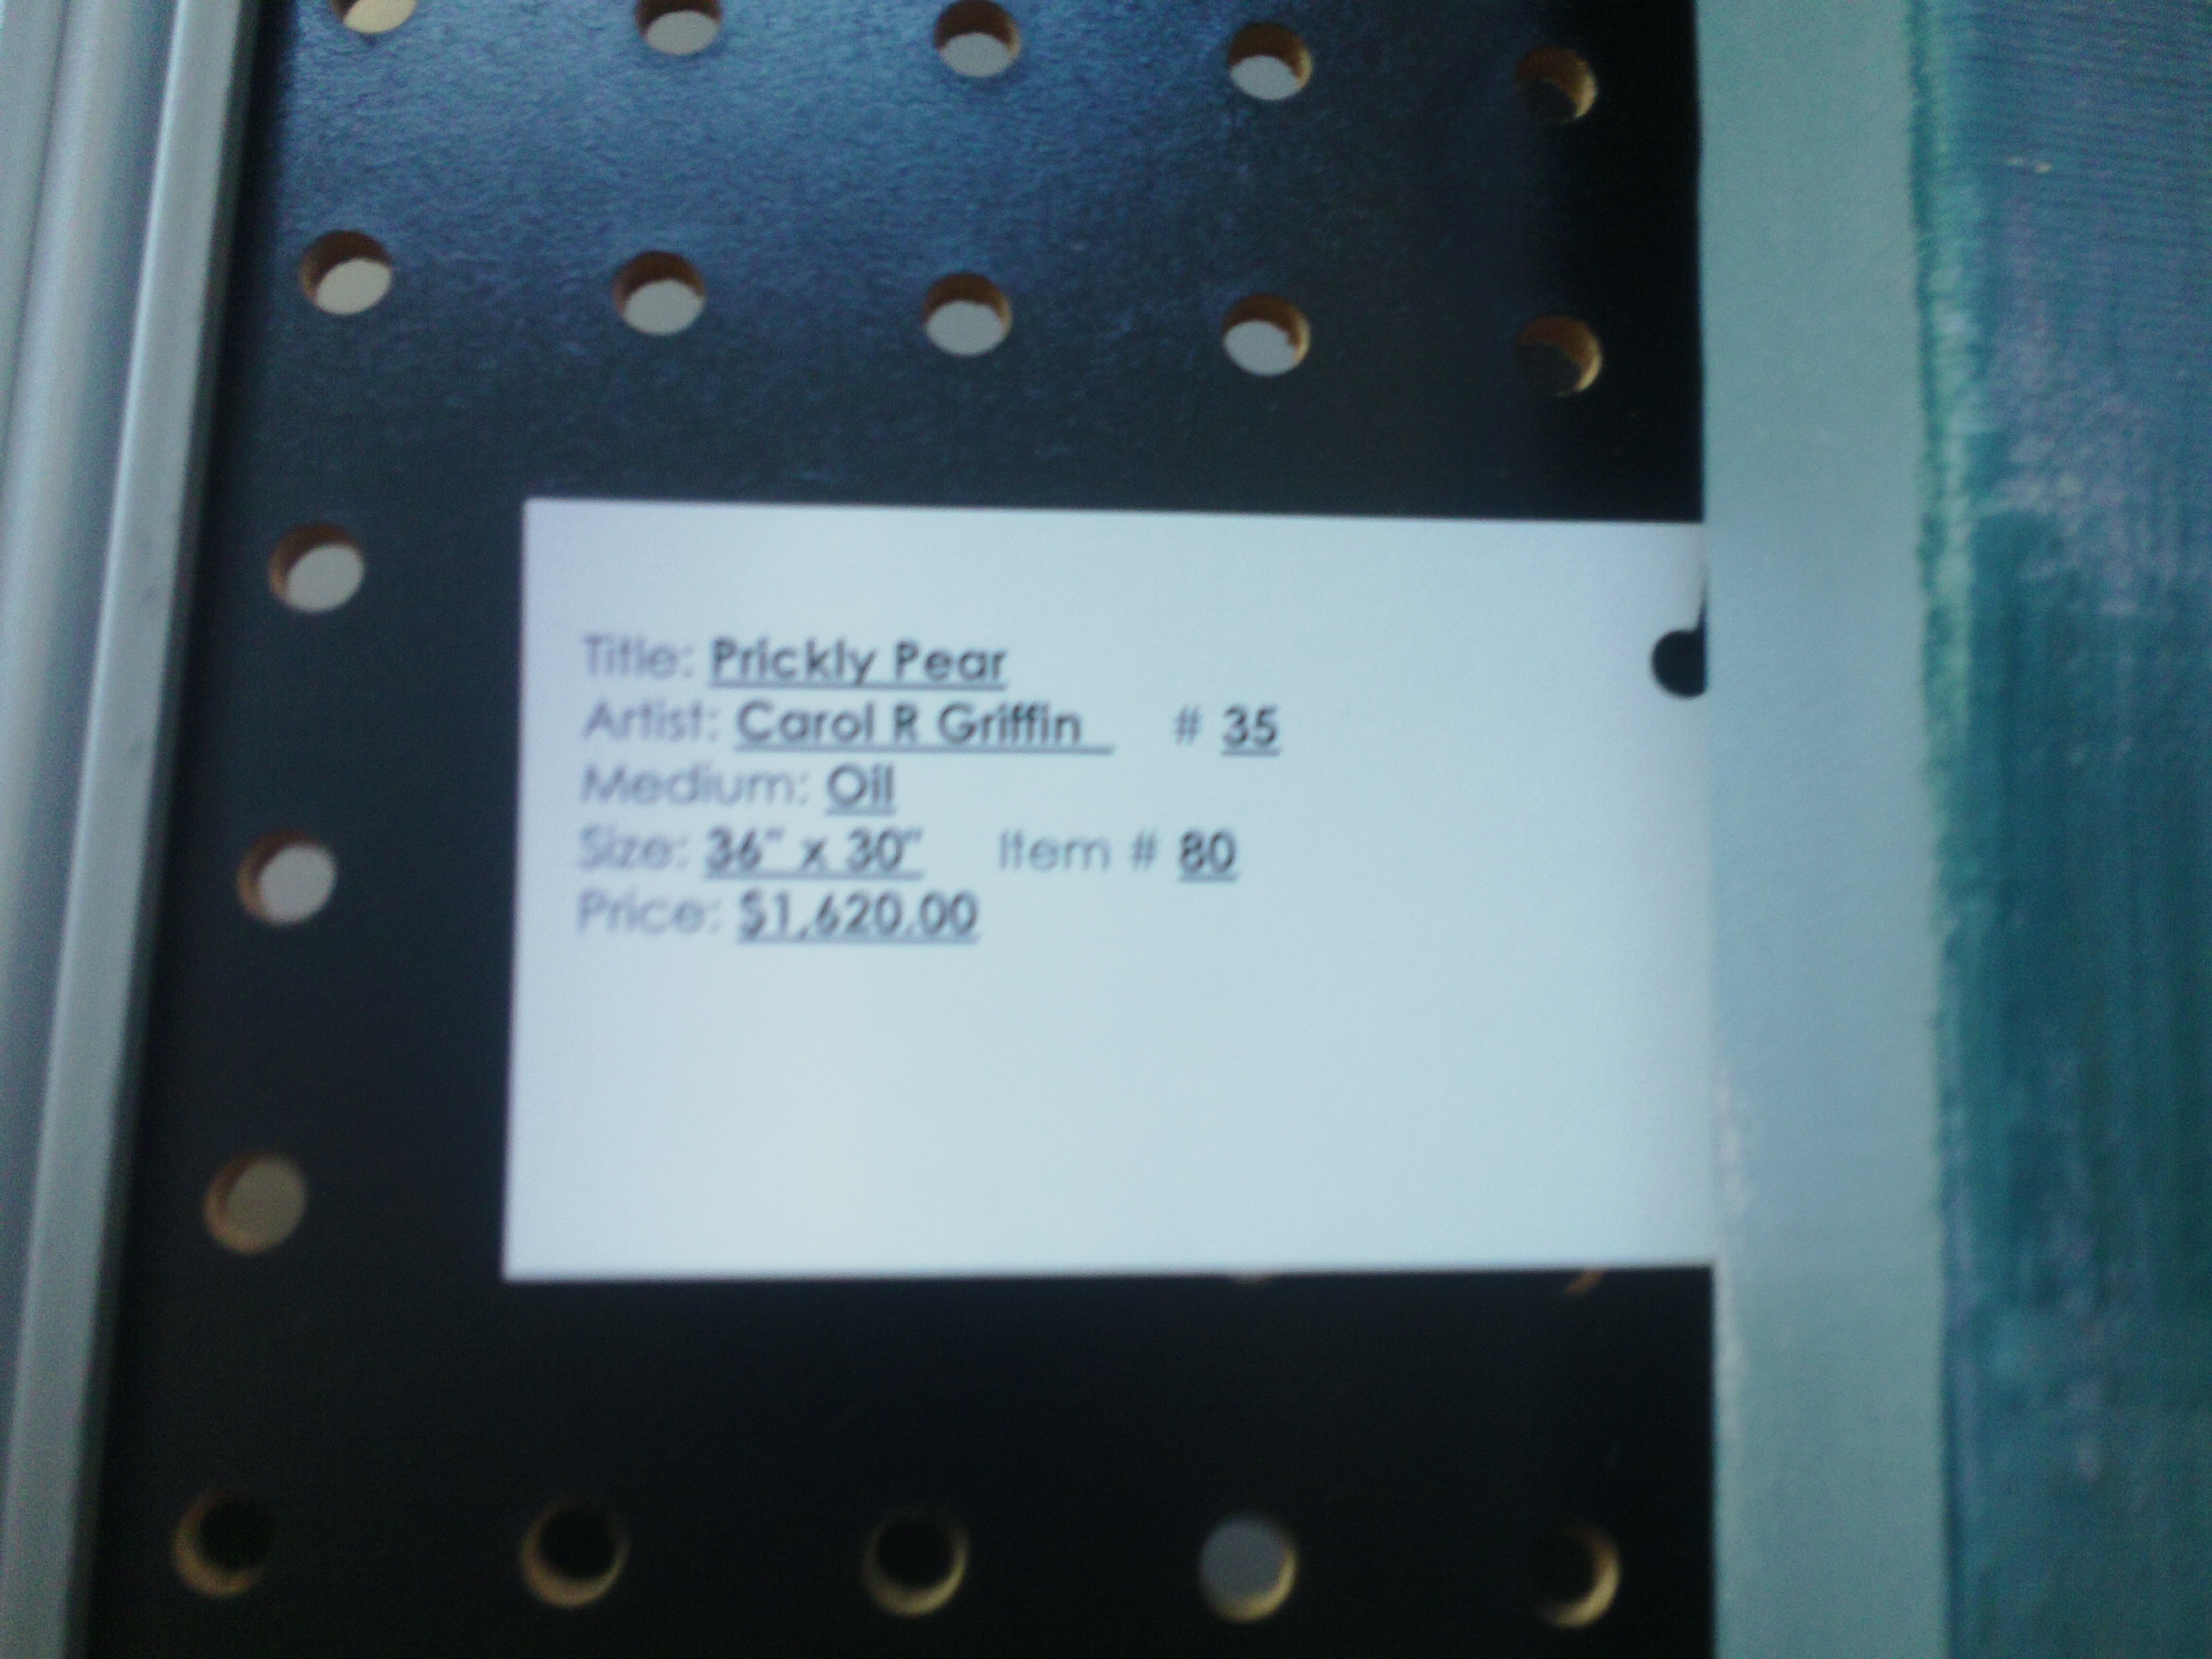 Title: Prickly Pear
Artist: Carol R Griffin # 35
Medium: Oil
Size: 36" x 30" Item # 80
Price: $1,620.00